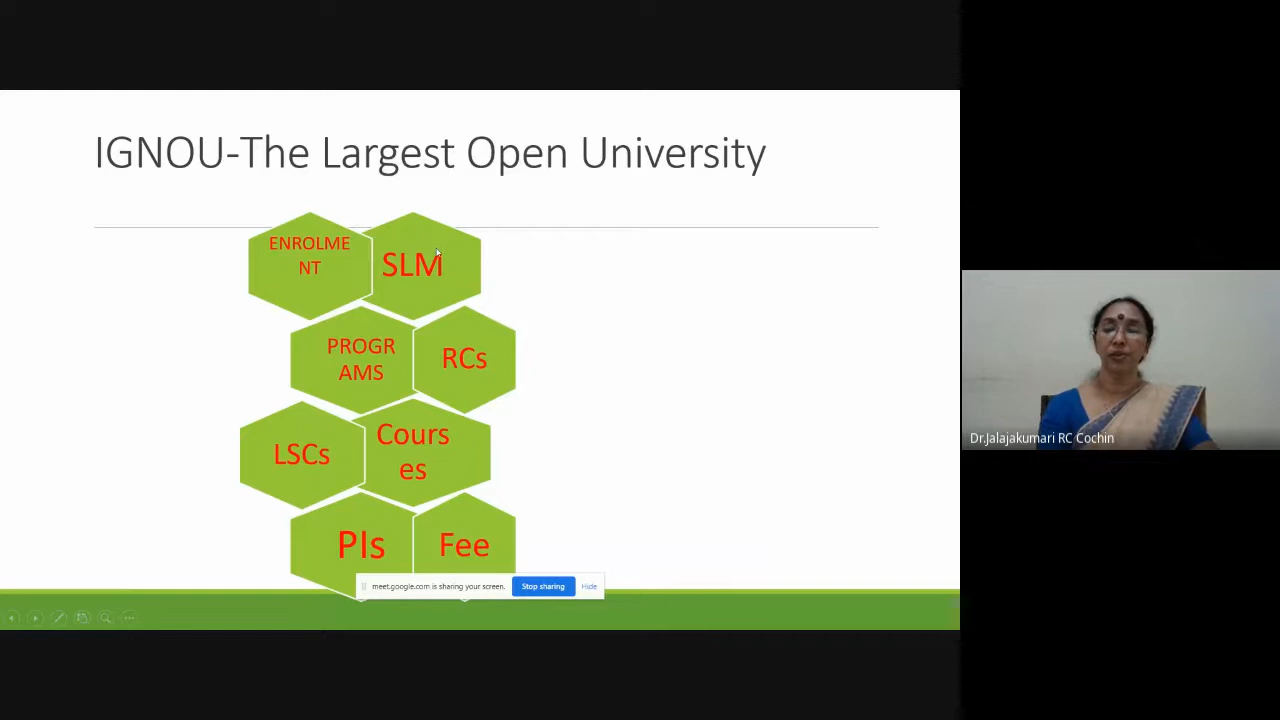 IGNOU-The Largest Open University
ENROLME
NT
SLM
PROGR
AMS
RCs
LSCs
Cours
es
PIs
Fee
meet.google.com is sharing your screen.
Stop sharing
Hide
Dr.Jalajakumari RC Cochin